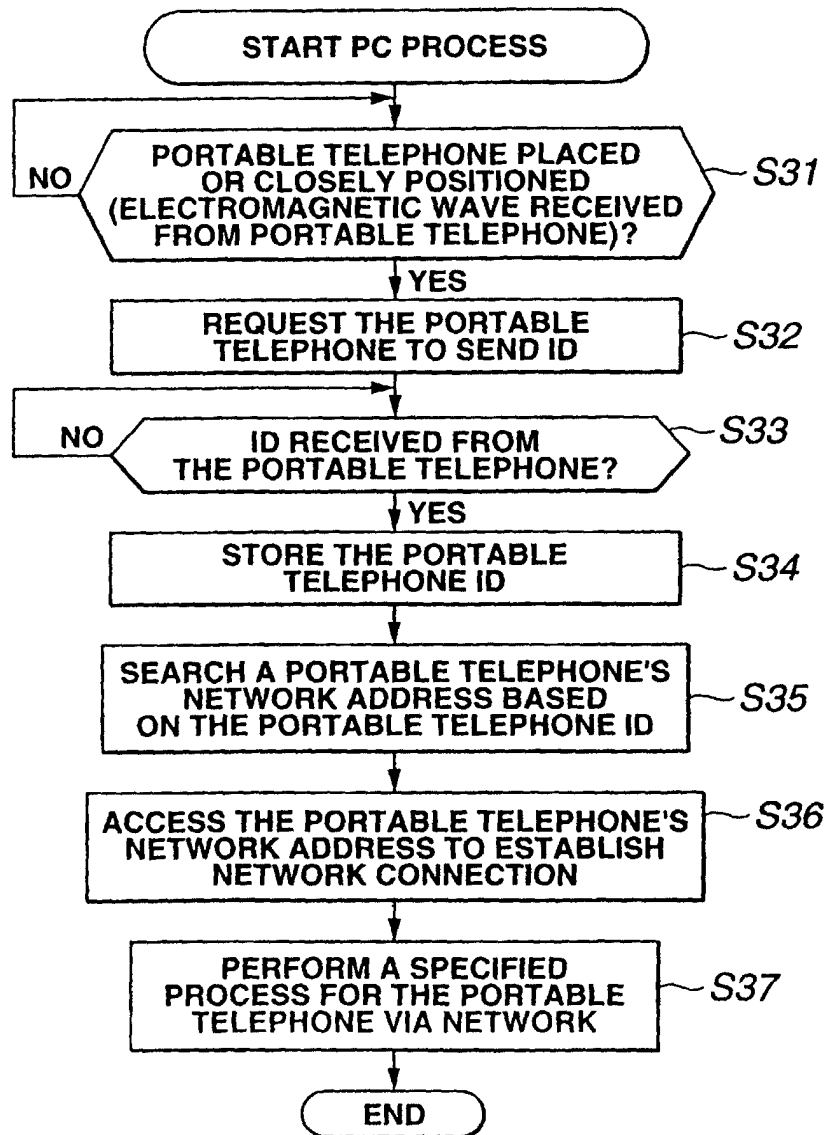 START PC PROCESS
PORTABLE TELEPHONE PLACED
OR CLOSELY POSITIONED
(ELECTROMAGNETIC WAVE RECEIVED
FROM PORTABLE TELEPHONE)?
S31
NO
YES
REQUEST THE PORTABLE
TELEPHONE TO SEND ID
S32
ID RECEIVED FROM
THE PORTABLE TELEPHONE?
S33
NO
YES
STORE THE PORTABLE
TELEPHONE ID
S34
SEARCH A PORTABLE TELEPHONE'S
NETWORK ADDRESS BASED
ON THE PORTABLE TELEPHONE ID
S35
ACCESS THE PORTABLE TELEPHONE'S
NETWORK ADDRESS TO ESTABLISH
NETWORK CONNECTION
S36
PERFORM A SPECIFIED
PROCESS FOR THE PORTABLE
TELEPHONE VIA NETWORK
S37
END